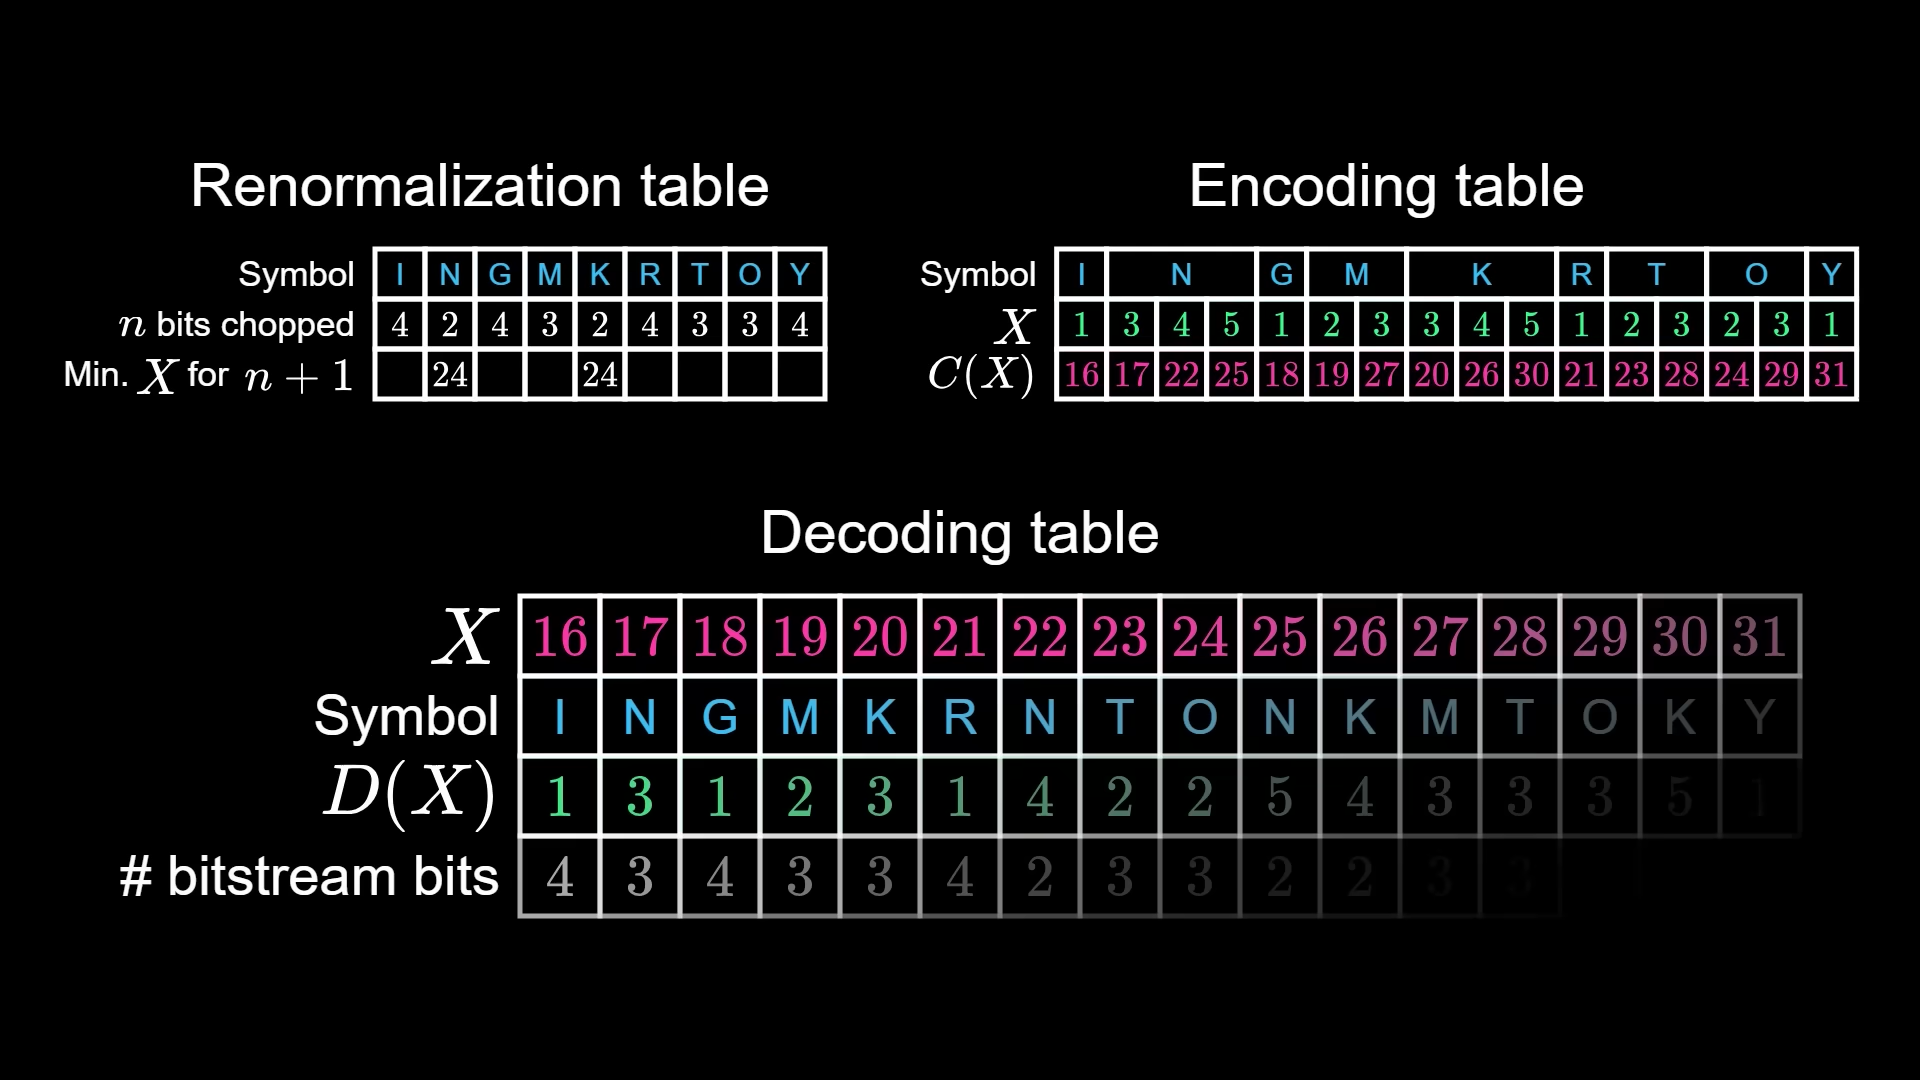 Renormalization table
Symbol I N G M K R T O Y
n bits chopped 4 2 4 3 2 4 3 3 4
Min. X for n + 1 24 24
Encoding table
Symbol I N G M K R T O Y
X 1 3 4 5 1 2 3 3 4 5 1 2 3 2 3 1
C(X) 16 17 22 25 18 19 27 20 26 30 21 23 28 24 29 31
Decoding table
X 16 17 18 19 20 21 22 23 24 25 26 27 28 29 30 31
Symbol I N G M K R N T O N K M T O K Y
D(X) 1 3 1 2 3 1 4 2 2 5 4 3 3 3 5 1
# bitstream bits 4 3 4 3 3 4 2 3 3 2 2 3 3